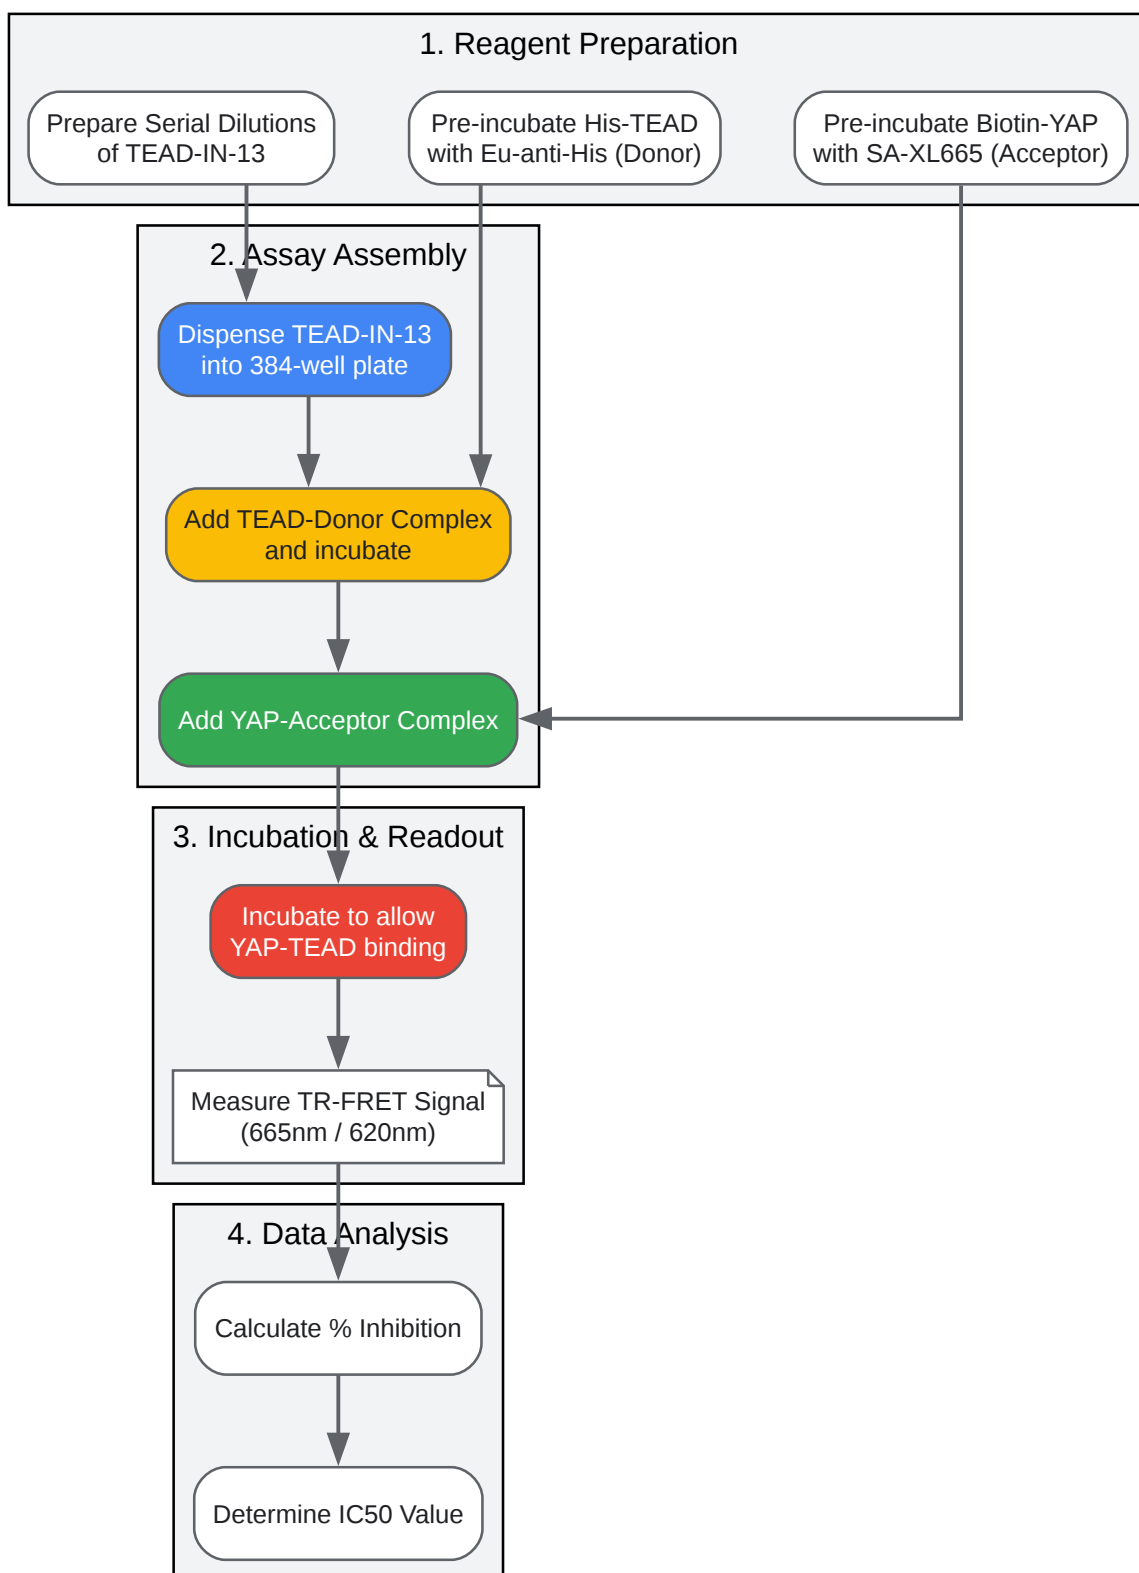 1. Reagent Preparation
Prepare Serial Dilutions
of TEAD-IN-13
Pre-incubate His-TEAD
with Eu-anti-His (Donor)
Pre-incubate Biotin-YAP
with SA-XL665 (Acceptor)
2. Assay Assembly
Dispense TEAD-IN-13
into 384-well plate
Add TEAD-Donor Complex
and incubate
Add YAP-Acceptor Complex
3. Incubation & Readout
Incubate to allow
YAP-TEAD binding
Measure TR-FRET Signal
(665nm / 620nm)
4. Data Analysis
Calculate % Inhibition
Determine IC50 Value